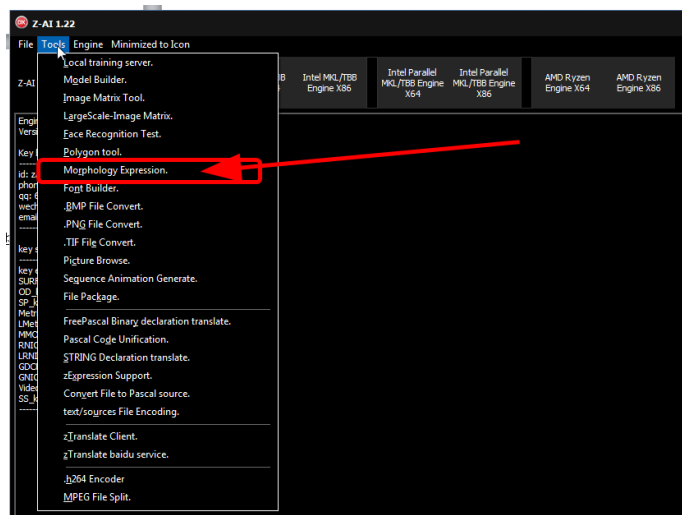 Z-AI 1.22
File Tools Engine Minimized to Icon
Z-AI
Intel MKL/TBB
Engine X86
Intel Parallel
MKL/TBB Engine
X64
Intel Parallel
MKL/TBB Engine
X86
AMD Ryzen
Engine X64
AMD Ryzen
Engine X86
Local training server.
Model Builder.
Image Matrix Tool.
LargeScale-Image Matrix.
Face Recognition Test.
Polygon tool.
Morphology Expression.
Font Builder.
.BMP File Convert.
.PNG File Convert.
.TIF File Convert.
Picture Browse.
Sequence Animation Generate.
File Package.
FreePascal Binary declaration translate.
Pascal Code Unification.
STRING Declaration translate.
zExpression Support.
Convert File to Pascal source.
text/sources File Encoding.
zTranslate Client.
zTranslate baidu service.
.h264 Encoder
MPEG File Split.